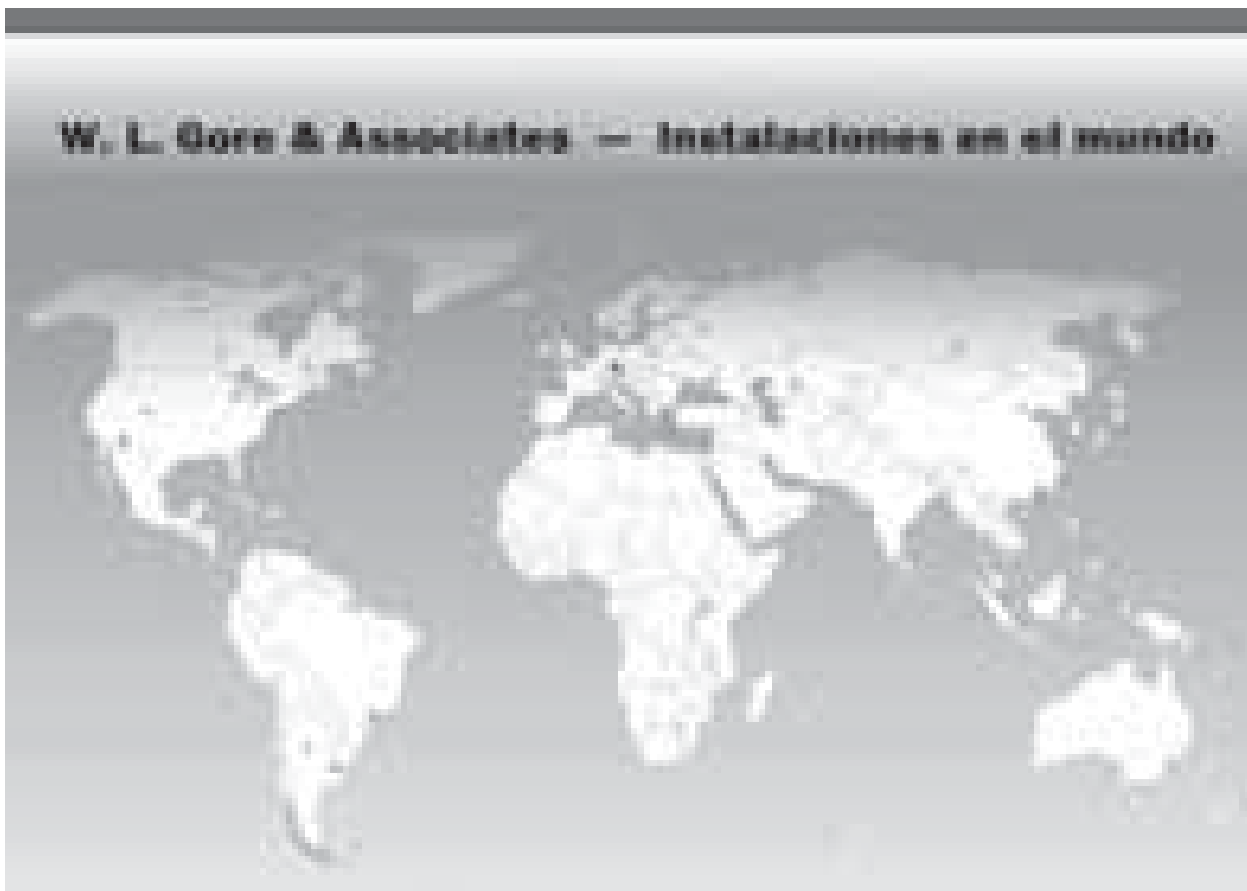 W. L. Gore & Associates — Instalaciones en el mundo